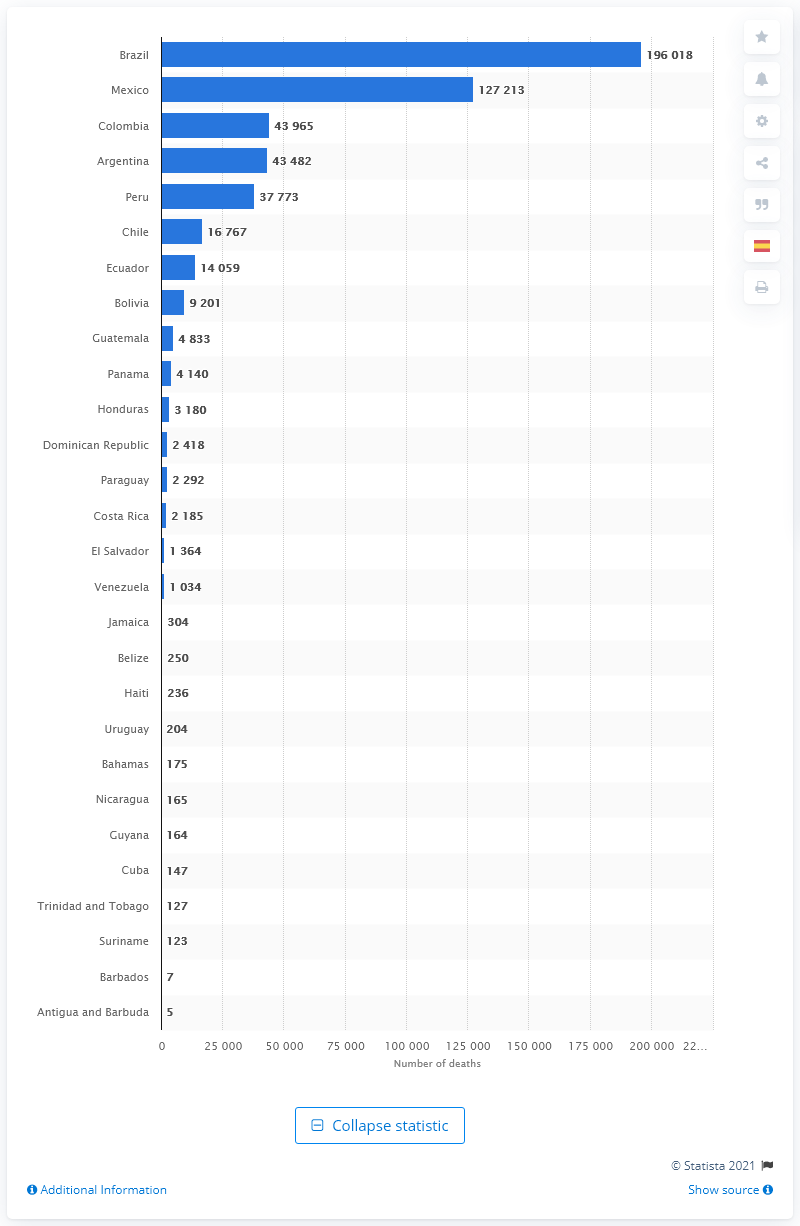 Brazil 196 018
Mexico 127 213
Colombia 43 965
Argentina 43 482
Peru 37 773
Chile 16 767
Ecuador 14 059
Bolivia 9 201
Guatemala 4 833
Panama 4 140
Honduras 3 180
Dominican Republic 2 418
Paraguay 2 292
Costa Rica 2 185
El Salvador 1 364
Venezuela 1 034
Jamaica 304
Belize 250
Haiti 236
Uruguay 204
Bahamas 175
Nicaragua 165
Guyana 164
Cuba 147
Trinidad and Tobago 127
Suriname 123
Barbados 7
Antigua and Barbuda 5
0 25 000 50 000 75 000 100 000 125 000 150 000 175 000 200 000 22…
Number of deaths
Collapse statistic
© Statista 2021
Additional Information Show source